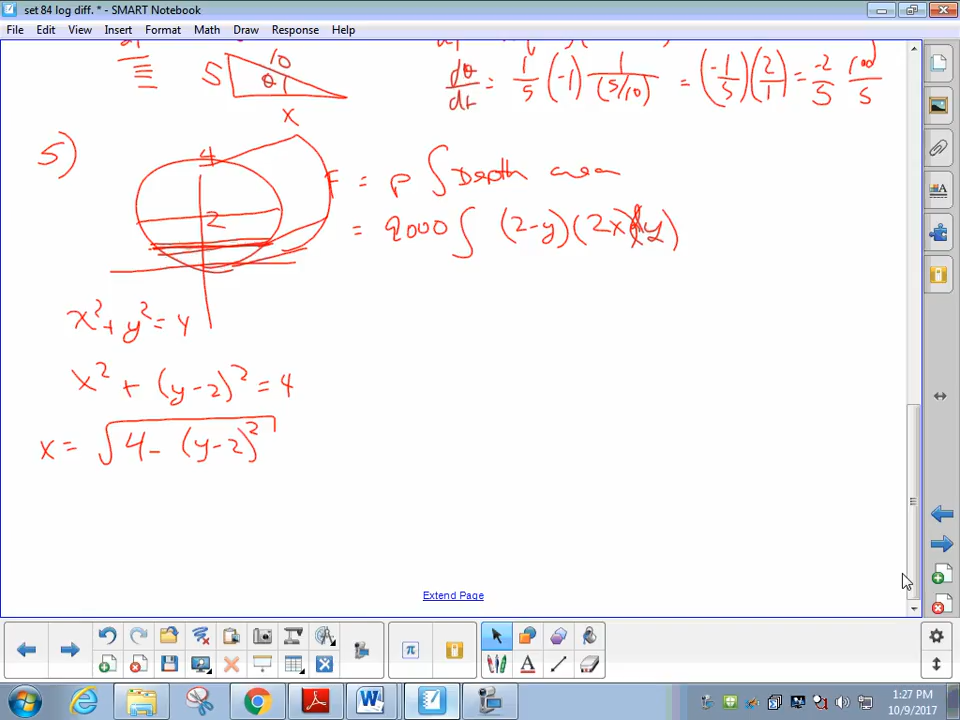 set 84 log diff. * - SMART Notebook
File Edit View Insert Format Math Draw Response Help
10
5
θ
x
dθ/dt = 1/5 (-1) 1/(5/10) = (-1/5)(2/1) = -2/5 rad/s
5)
4
2
F = ρ ∫ Depth area
= 9000 ∫ (2-y)(2x)(dy)
x² + y² = 4
x² + (y-2)² = 4
x = √4 - (y-2)²
Extend Page
π
A
W
1:27 PM
10/9/2017